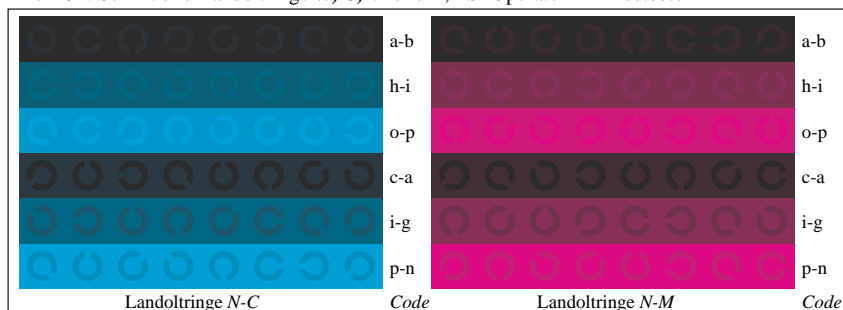 a-b a-b
h-i h-i
o-p o-p
c-a c-a
i-g i-g
p-n p-n
Landoltringe N-C Code Landoltringe N-M Code